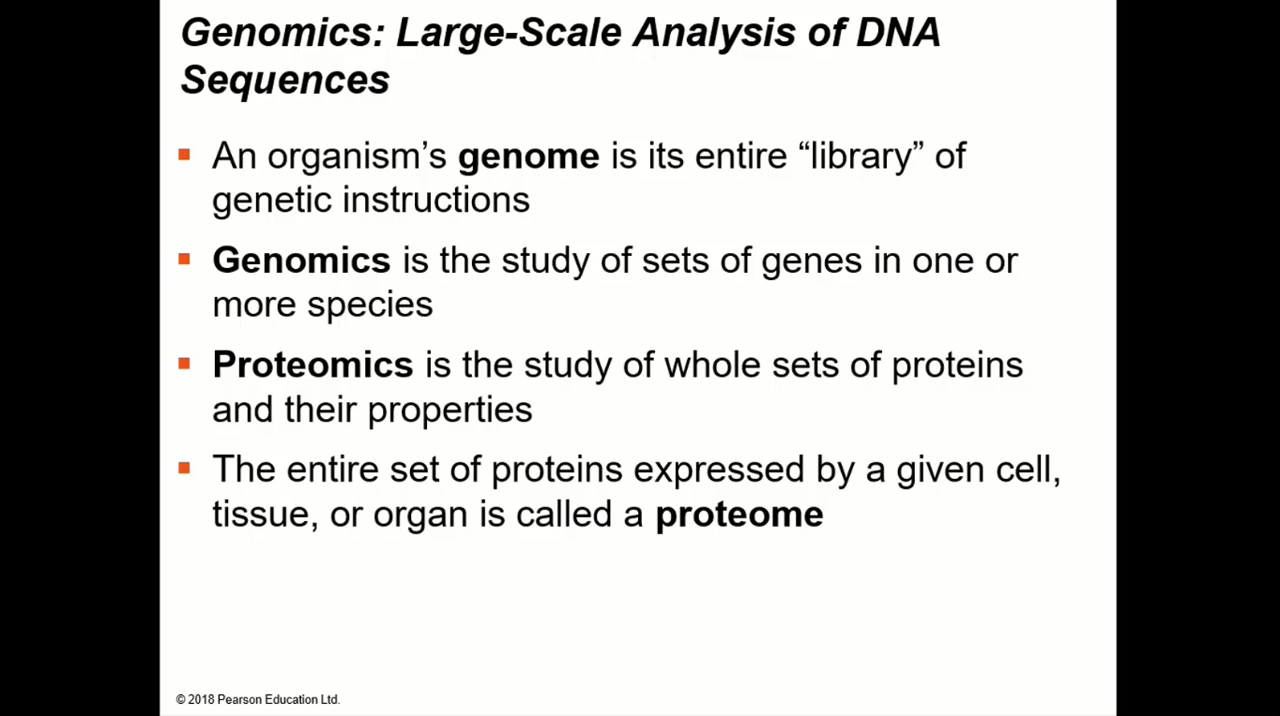 Genomics: Large-Scale Analysis of DNA
Sequences
▪ An organism’s genome is its entire “library” of
genetic instructions
▪ Genomics is the study of sets of genes in one or
more species
▪ Proteomics is the study of whole sets of proteins
and their properties
▪ The entire set of proteins expressed by a given cell,
tissue, or organ is called a proteome
© 2018 Pearson Education Ltd.